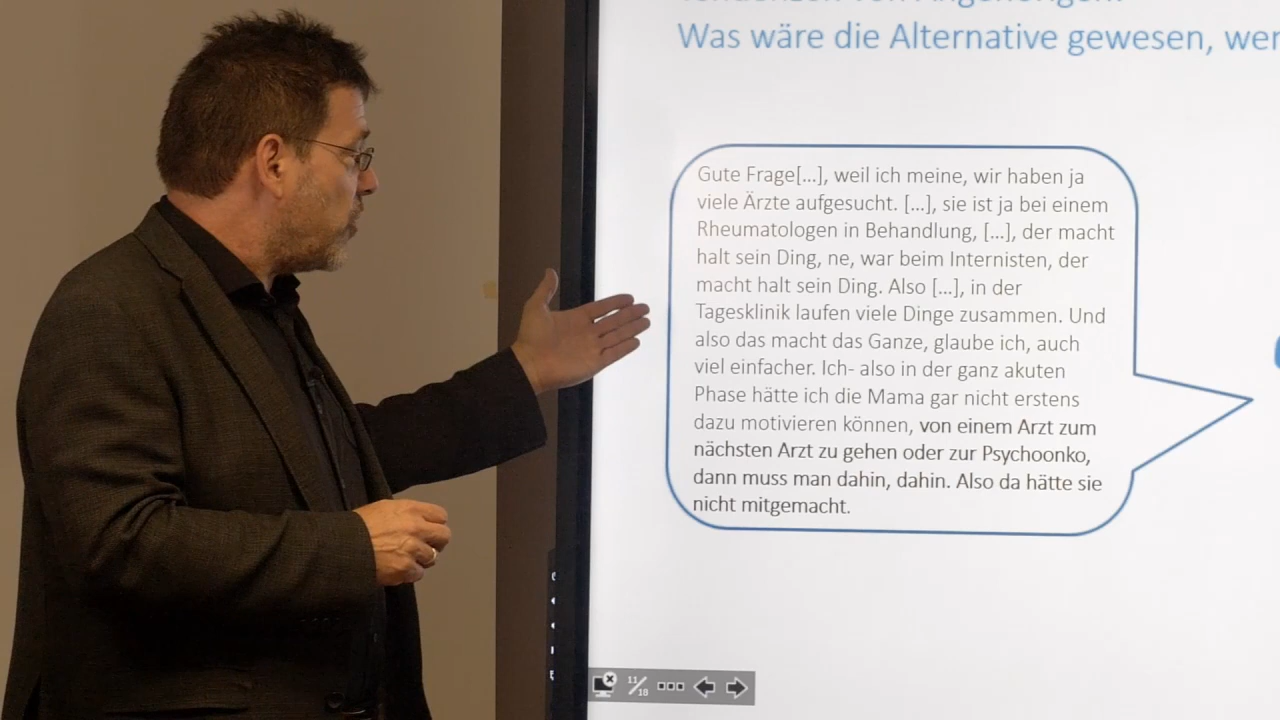 Was wäre die Alternative gewesen,
Gute Frage[...], weil ich meine, wir haben ja
viele Ärzte aufgesucht. [...], sie ist ja bei einem
Rheumatologen in Behandlung, [...], der macht
halt sein Ding, ne, war beim Internisten, der
macht halt sein Ding. Also [...], in der
Tagesklinik laufen viele Dinge zusammen. Und
also das macht das Ganze, glaube ich, auch
viel einfacher. Ich- also in der ganz akuten
Phase hätte ich die Mama gar nicht erstens
dazu motivieren können, von einem Arzt zum
nächsten Arzt zu gehen oder zur Psychoonko,
dann muss man dahin, dahin. Also da hätte sie
nicht mitgemacht.
11/18